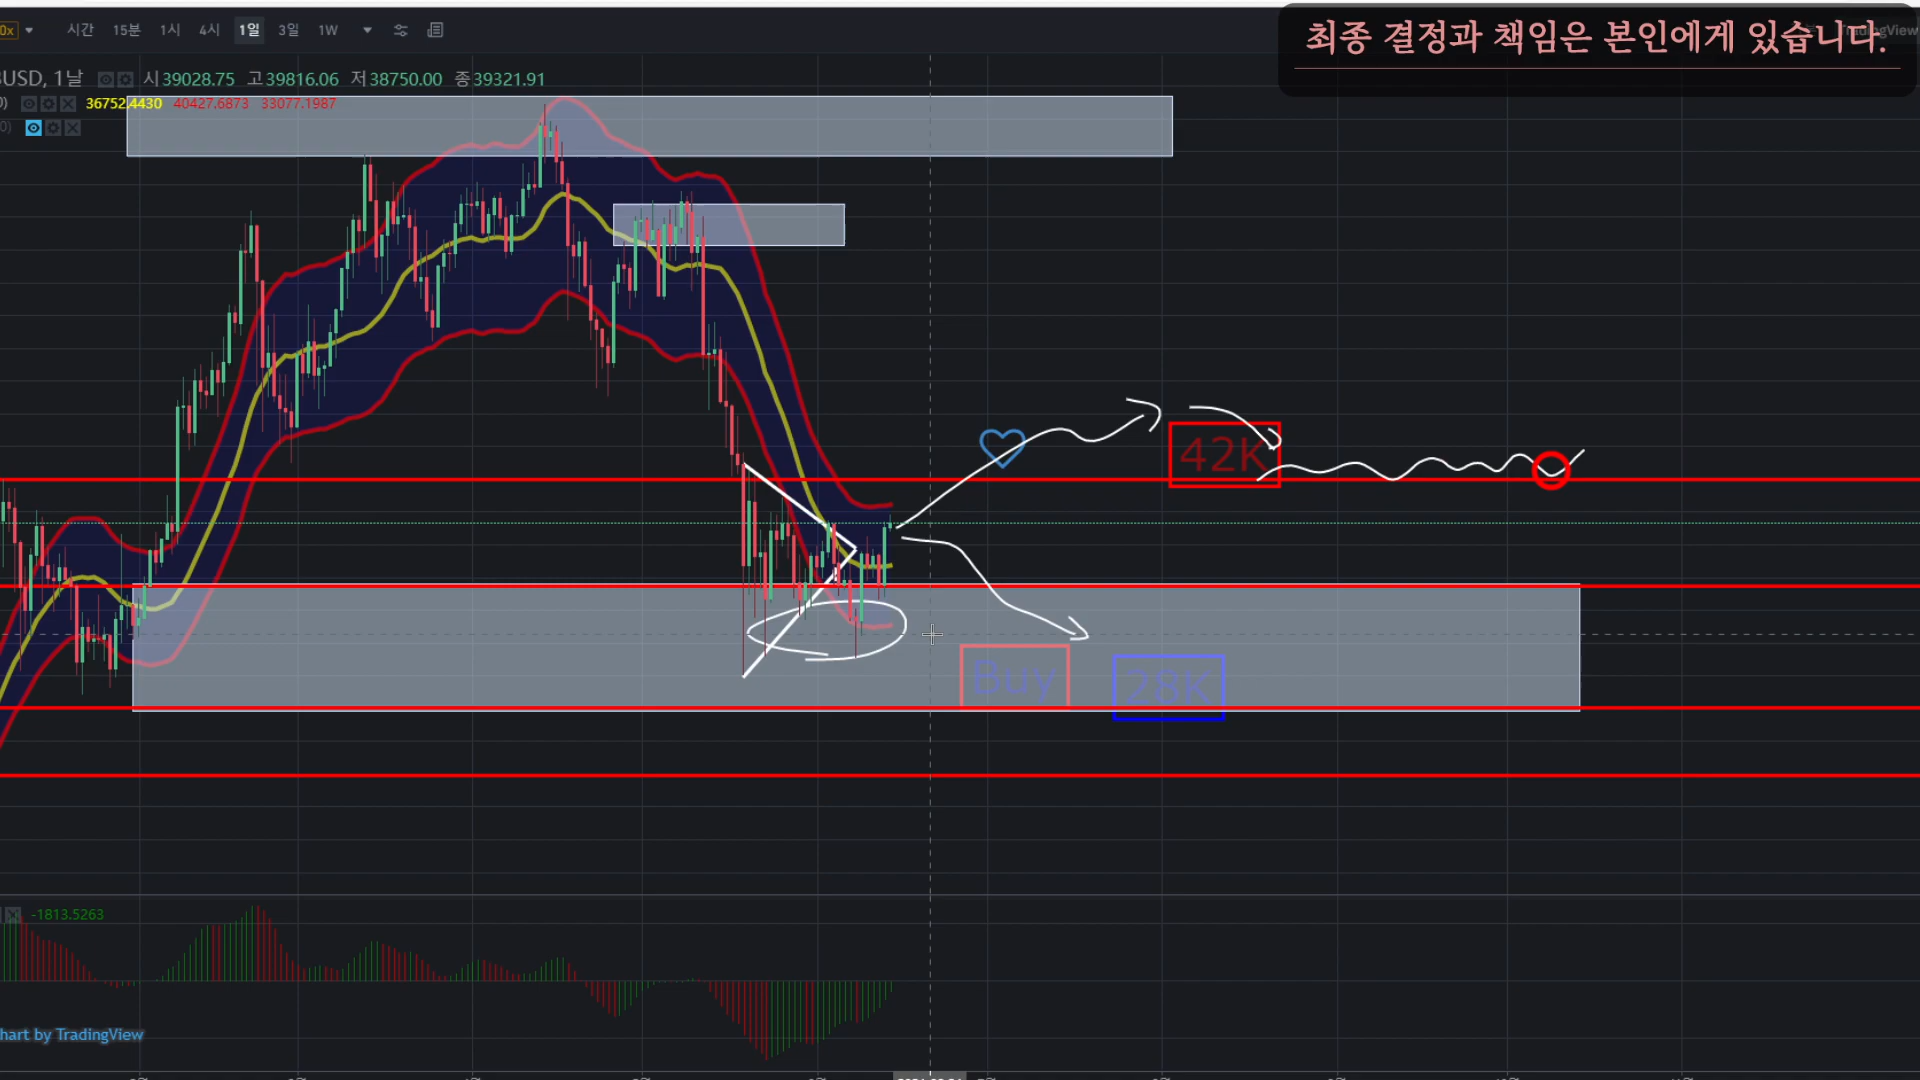 최종 결정과 책임은 본인에게 있습니다.
시간 15분 1시 4시 1일 3일 1W
USD, 1날 시39028.75 고39816.06 저38750.00 종39321.91
36752.4430 40427.6873 33077.1987
42K
Buy 28K
-1813.5263
hart by TradingView